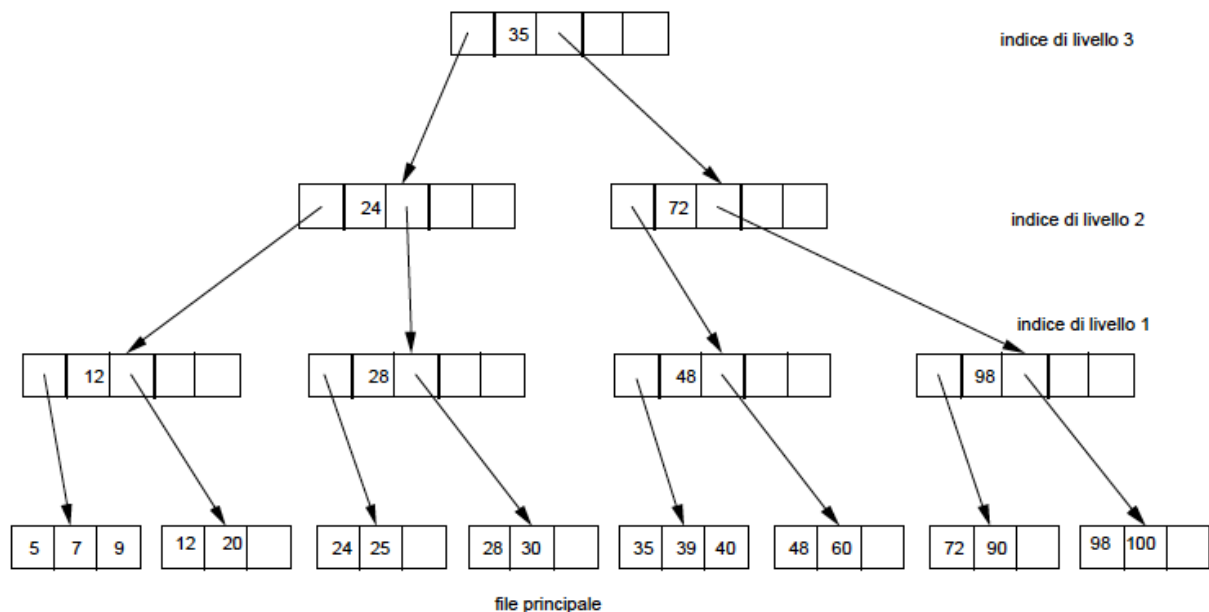 35
indice di livello 3
24 72
indice di livello 2
indice di livello 1
12 28 48 98
5 7 9 12 20 24 25 28 30 35 39 40 48 60 72 90 98 100
file principale